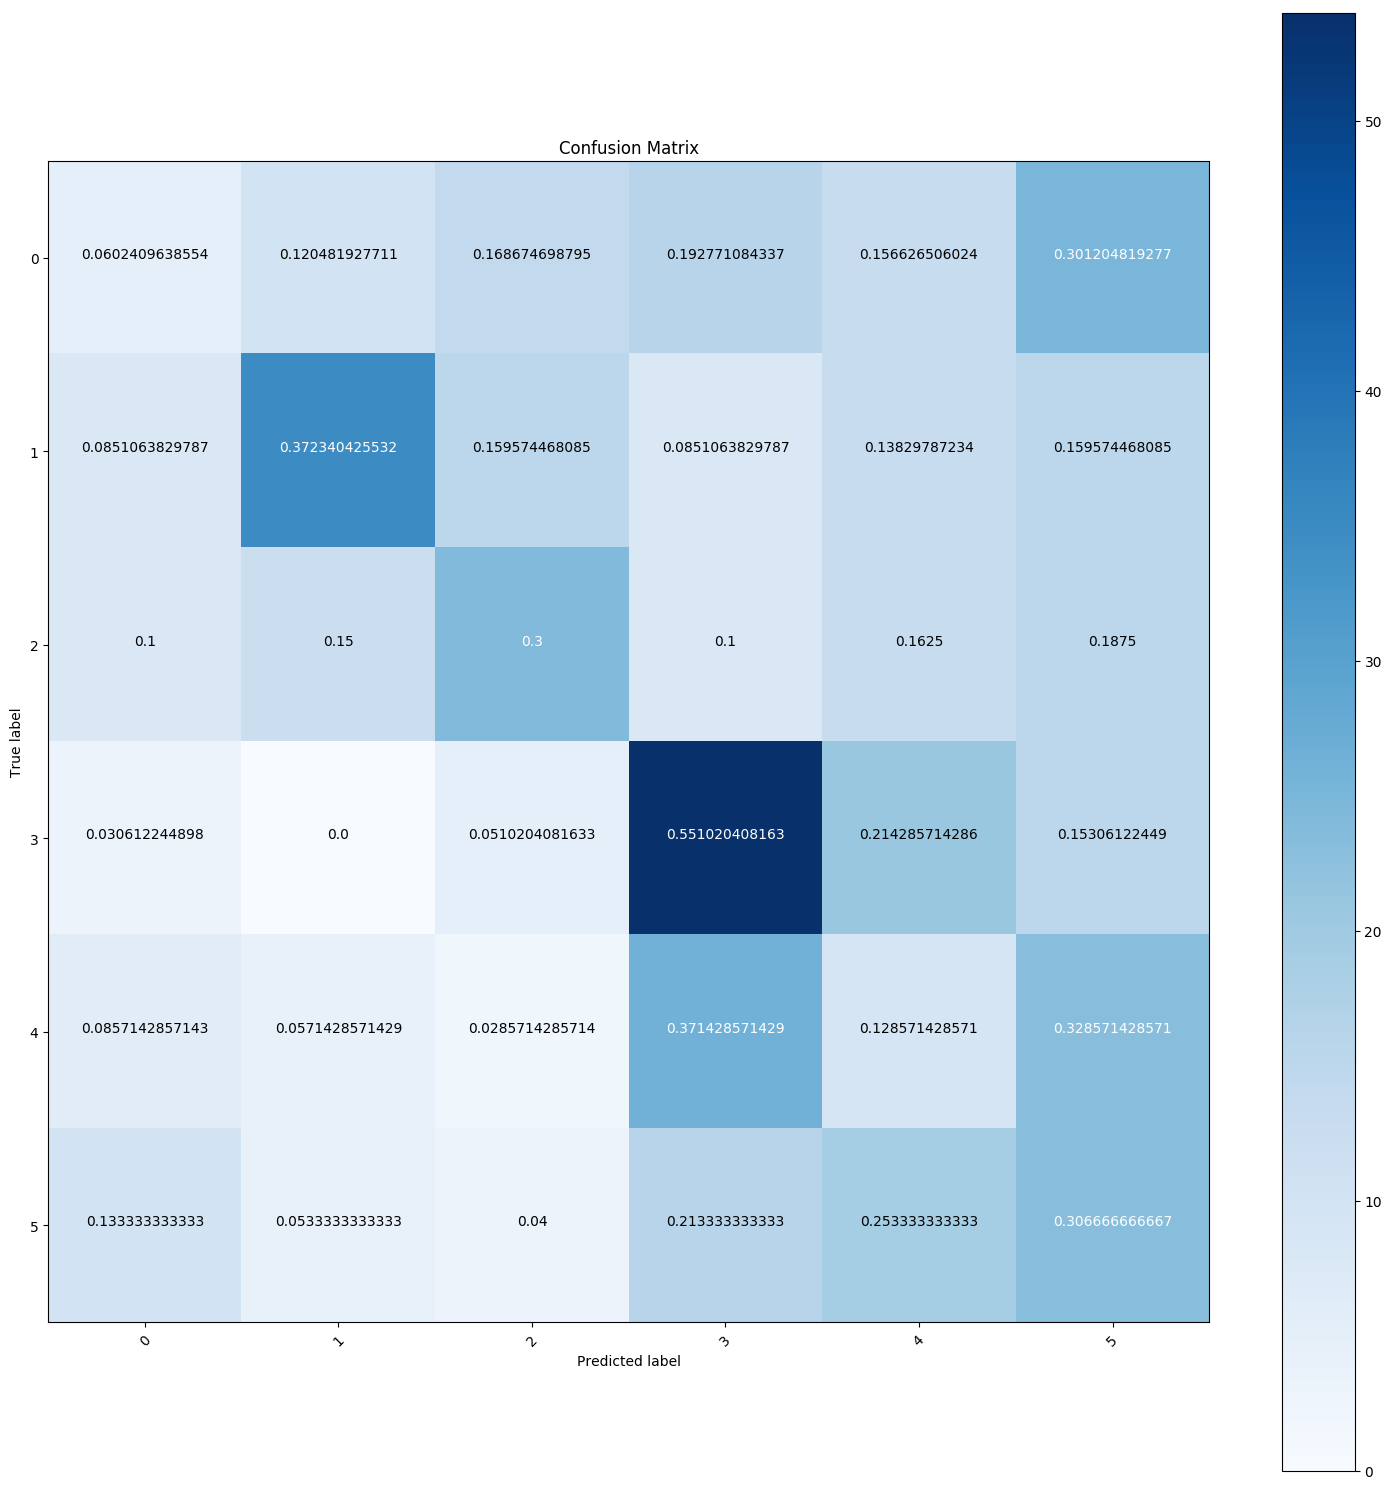 Confusion Matrix
50
0 0.0602409638554 0.120481927711 0.168674698795 0.192771084337 0.156626506024 0.301204819277
40
1 0.0851063829787 0.372340425532 0.159574468085 0.0851063829787 0.13829787234 0.159574468085
2 0.1 0.15 0.3 0.1 0.1625 0.1875
30
True label
3 0.030612244898 0.0 0.0510204081633 0.551020408163 0.214285714286 0.15306122449
20
4 0.0857142857143 0.0571428571429 0.0285714285714 0.371428571429 0.128571428571 0.328571428571
10
5 0.133333333333 0.0533333333333 0.04 0.213333333333 0.253333333333 0.306666666667
0 1 2 3 4 5
Predicted label
0